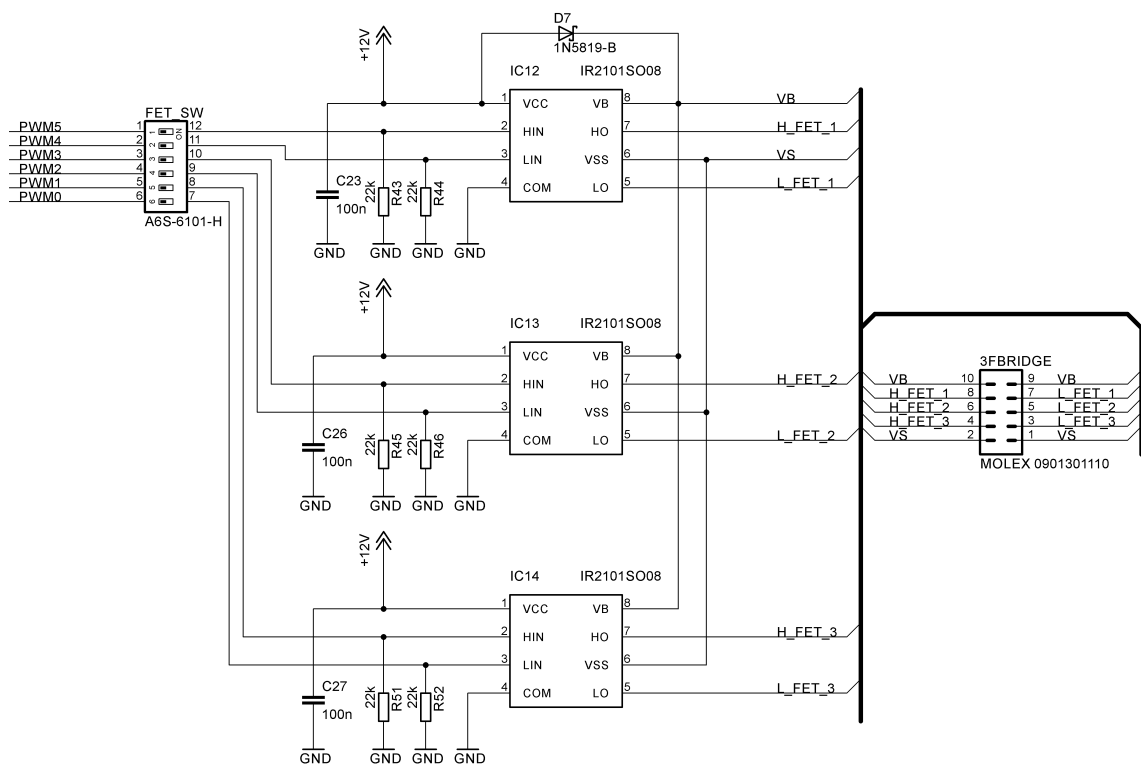 D7
1N5819-B
+12V
IC12 IR2101SO08
1 VCC VB 8 VB
2 HIN HO 7 H_FET_1
3 LIN VSS 6 VS
4 COM LO 5 L_FET_1
FET_SW
PWM5 1 1 ON 12
PWM4 2 2 11
PWM3 3 3 10
PWM2 4 4 9
PWM1 5 5 8
PWM0 6 6 7
A6S-6101-H
C23
100n
22k
R43
22k
R44
GND GND GND GND
+12V
IC13 IR2101SO08
1 VCC VB 8
2 HIN HO 7 H_FET_2
3 LIN VSS 6
4 COM LO 5 L_FET_2
C26
100n
22k
R45
22k
R46
GND GND GND GND
3FBRIDGE
VB 10 9 VB
H_FET_1 8 7 L_FET_1
H_FET_2 6 5 L_FET_2
H_FET_3 4 3 L_FET_3
VS 2 1 VS
MOLEX 0901301110
+12V
IC14 IR2101SO08
1 VCC VB 8
2 HIN HO 7 H_FET_3
3 LIN VSS 6
4 COM LO 5 L_FET_3
C27
100n
22k
R51
22k
R52
GND GND GND GND